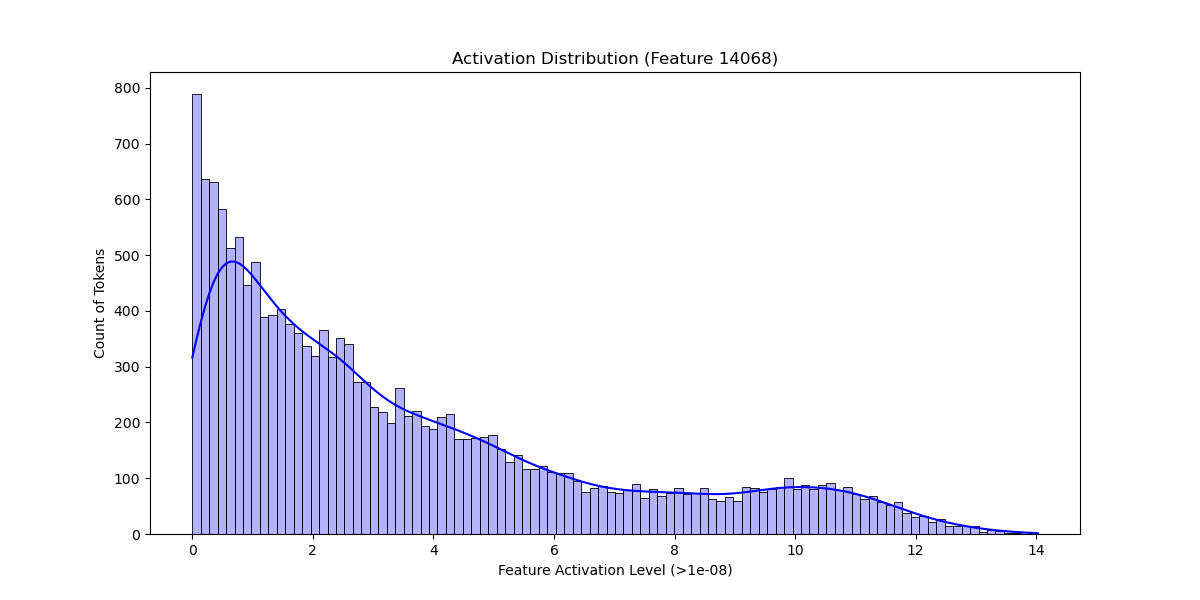 Activation Distribution (Feature 14068)
800
700
600
500
400
300
200
100
0
Count of Tokens
0 2 4 6 8 10 12 14
Feature Activation Level (>1e-08)